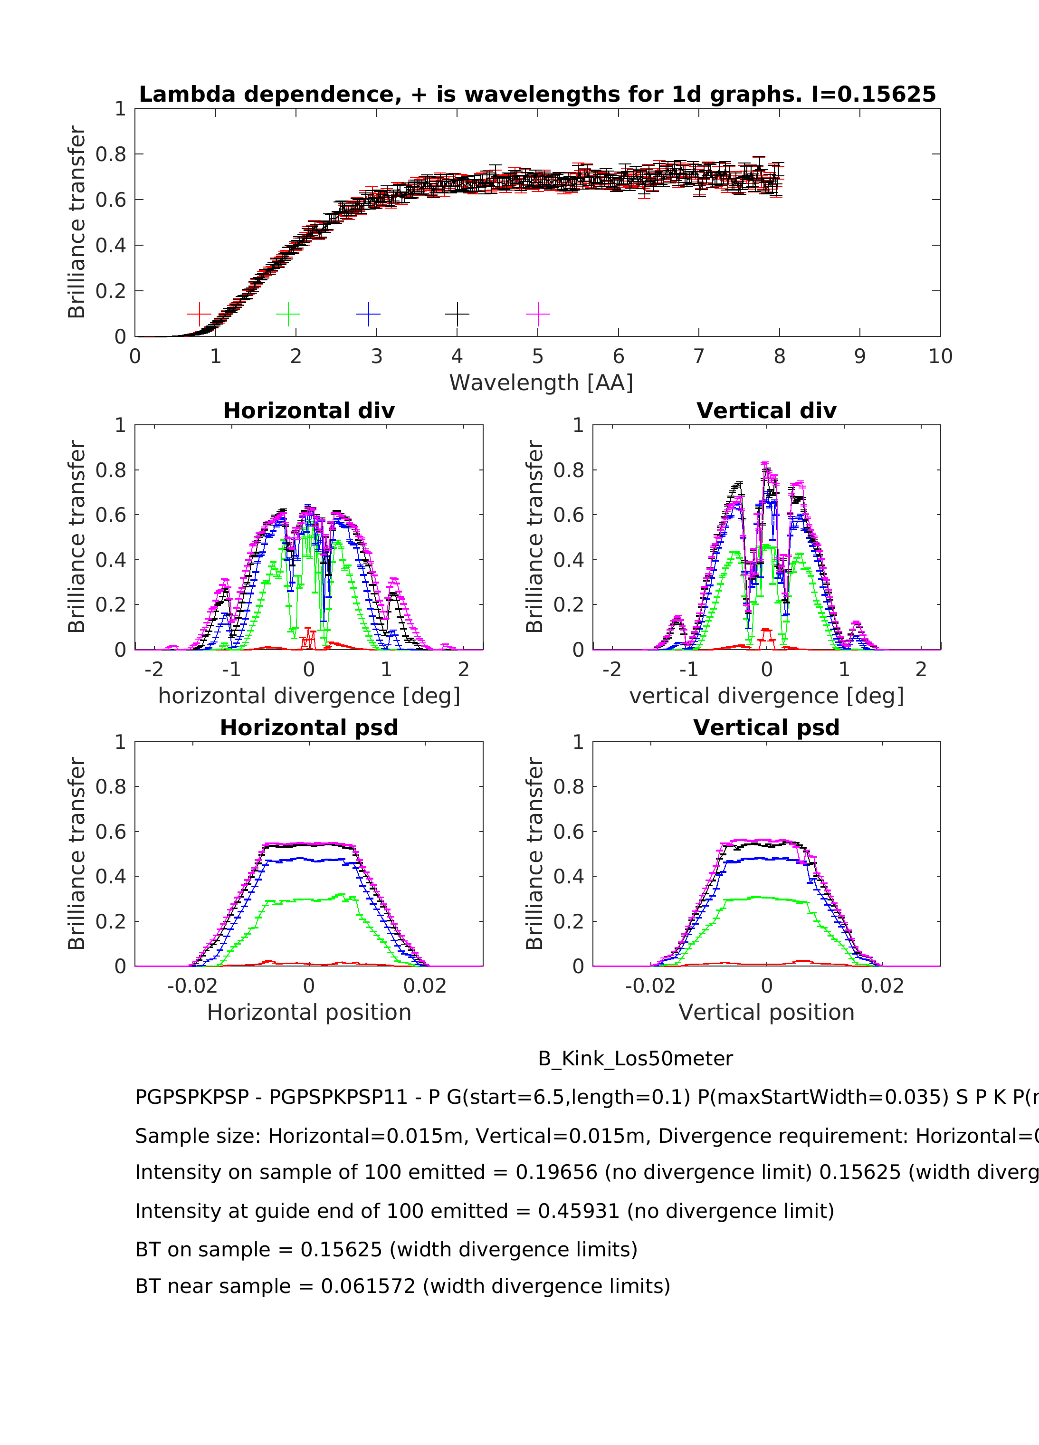 Lambda dependence, + is wavelengths for 1d graphs. I=0.15625
Brilliance transfer
1
0.8
0.6
0.4
0.2
0
0 1 2 3 4 5 6 7 8 9 10
Wavelength [AA]
Horizontal div
Brilliance transfer
1
0.8
0.6
0.4
0.2
0
-2 -1 0 1 2
horizontal divergence [deg]
Vertical div
Brilliance transfer
1
0.8
0.6
0.4
0.2
0
-2 -1 0 1 2
vertical divergence [deg]
Horizontal psd
Brilliance transfer
1
0.8
0.6
0.4
0.2
0
-0.02 0 0.02
Horizontal position
Vertical psd
Brilliance transfer
1
0.8
0.6
0.4
0.2
0
-0.02 0 0.02
Vertical position
B_Kink_Los50meter
PGPSPKPSP - PGPSPKPSP11 - P G(start=6.5,length=0.1) P(maxStartWidth=0.035) S P K P(
Sample size: Horizontal=0.015m, Vertical=0.015m, Divergence requirement: Horizontal=
Intensity on sample of 100 emitted = 0.19656 (no divergence limit) 0.15625 (width diverg
Intensity at guide end of 100 emitted = 0.45931 (no divergence limit)
BT on sample = 0.15625 (width divergence limits)
BT near sample = 0.061572 (width divergence limits)